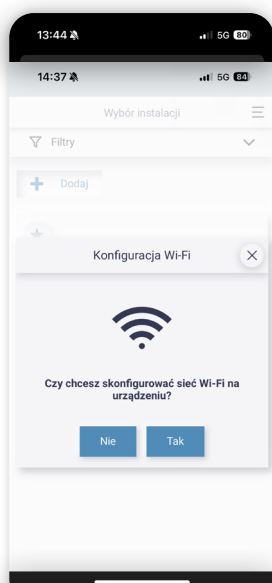 13:44
5G 80
14:37
5G 84
Wybór instalacji
Filtry
Dodaj
Konfiguracja Wi-Fi
Czy chcesz skonfigurować sieć Wi-Fi na
urządzeniu?
Nie
Tak